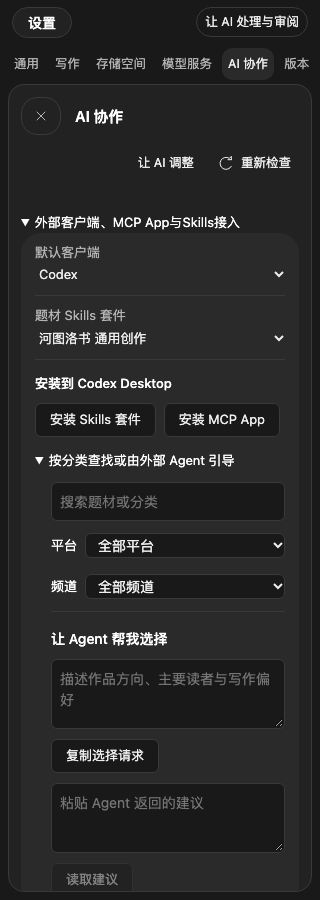 设置
让 AI 处理与审阅
通用 写作 存储空间 模型服务 AI 协作 版本
AI 协作
让 AI 调整 重新检查
外部客户端、MCP App与Skills接入
默认客户端
Codex
题材 Skills 套件
河图洛书 通用创作
安装到 Codex Desktop
安装 Skills 套件 安装 MCP App
按分类查找或由外部 Agent 引导
搜索题材或分类
平台 全部平台
频道 全部频道
让 Agent 帮我选择
描述作品方向、主要读者与写作偏
好
复制选择请求
粘贴 Agent 返回的建议
读取建议